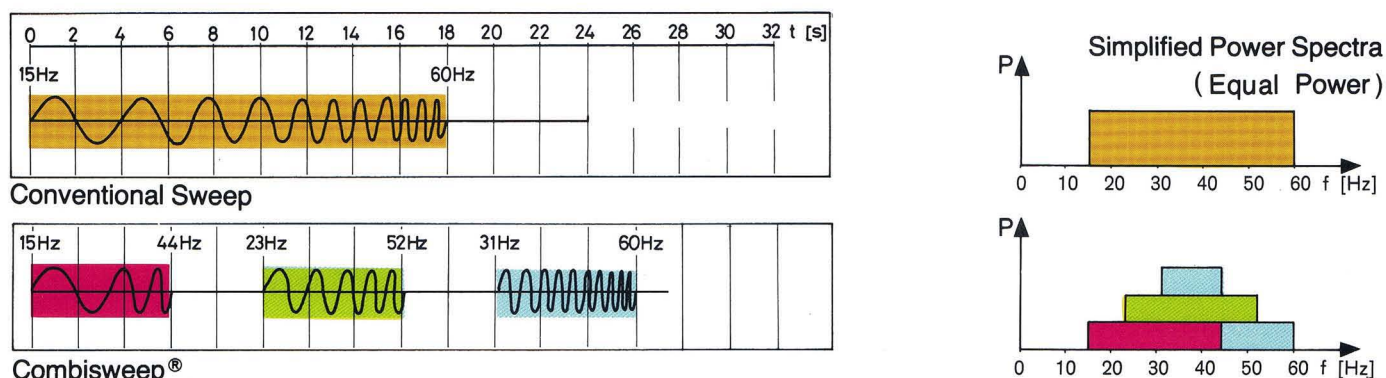 0 2 4 6 8 10 12 14 16 18 20 22 24 26 28 30 32 t [s]
15Hz 60Hz
Conventional Sweep
Simplified Power Spectra
(Equal Power)
P
0 10 20 30 40 50 60 f [Hz]
15Hz 44Hz 23Hz 52Hz 31Hz 60Hz
Combisweep®
P
0 10 20 30 40 50 60 f [Hz]